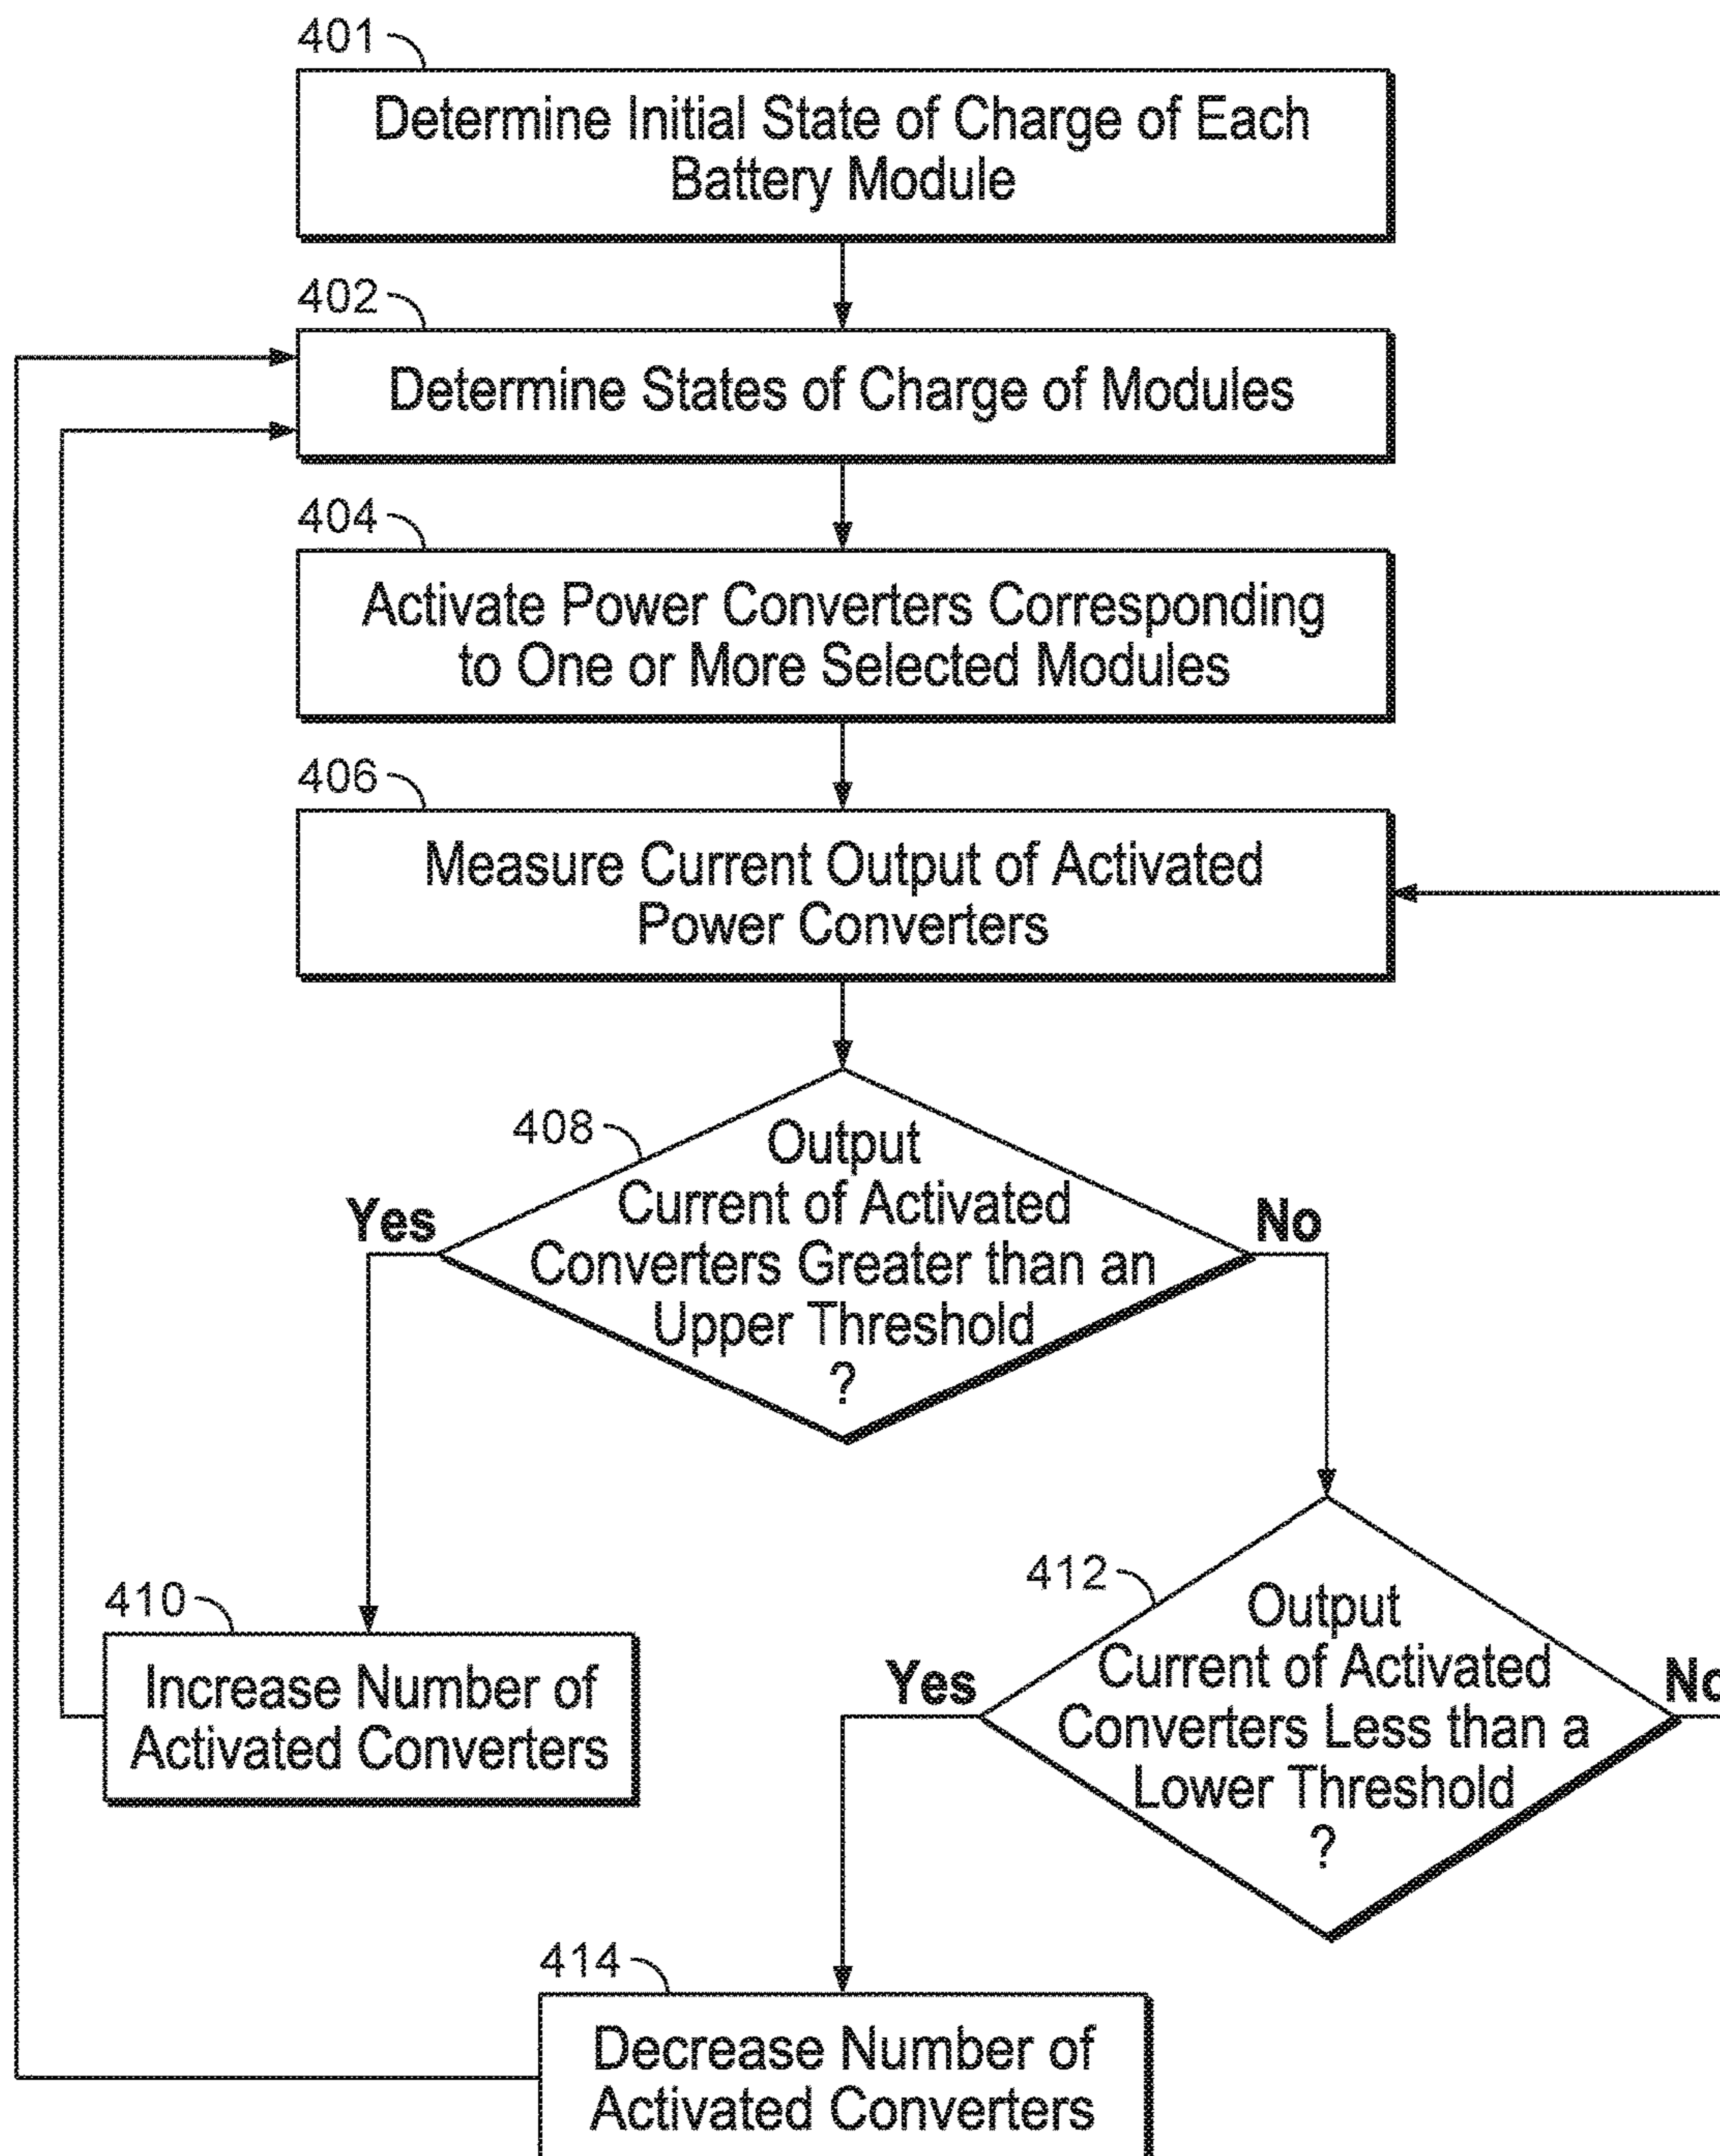 401
Determine Initial State of Charge of Each
Battery Module
402
Determine States of Charge of Modules
404
Activate Power Converters Corresponding
to One or More Selected Modules
406
Measure Current Output of Activated
Power Converters
408
Output
Current of Activated
Converters Greater than an
Upper Threshold
?
Yes
No
410
Increase Number of
Activated Converters
412
Output
Current of Activated
Converters Less than a
Lower Threshold
?
Yes
No
414
Decrease Number of
Activated Converters